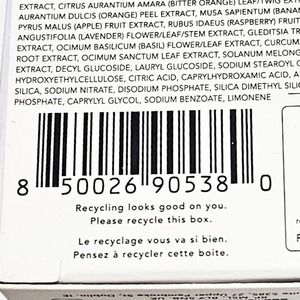 EXTRACT, CITRUS AURANTIUM AMARA (BITTER ORANGE) LEAF/TWIG EXT
AURANTIUM DULCIS (ORANGE) PEEL EXTRACT, MUSA SAPIENTUM (BANAN
PYRUS MALUS (APPLE) FRUIT EXTRACT, RUBUS IDAEUS (RASPBERRY) FRUIT
ANGUSTIFOLIA (LAVENDER) FLOWER/LEAF/STEM EXTRACT, GLEDITSIA TR
EXTRACT, OCIMUM BASILICUM (BASIL) FLOWER/LEAF EXTRACT, CURCUM
ROOT EXTRACT, OCIMUM SANCTUM LEAF EXTRACT, SOLANUM MELONG
EXTRACT, DECYL GLUCOSIDE, LAURYL GLUCOSIDE, SODIUM STEAROYL G
HYDROXYETHYLCELLULOSE, CITRIC ACID, CAPRYLHYDROXAMIC ACID, A
SILICA, SODIUM NITRATE, DISODIUM PHOSPHATE, SILICA DIMETHYL SIL
PHOSPHATE, CAPRYLYL GLYCOL, SODIUM BENZOATE, LIMONENE
8 50026 90538 0
Recycling looks good on you.
Please recycle this box.
Le recyclage vous va si bien.
Pensez à recycler cette boite.